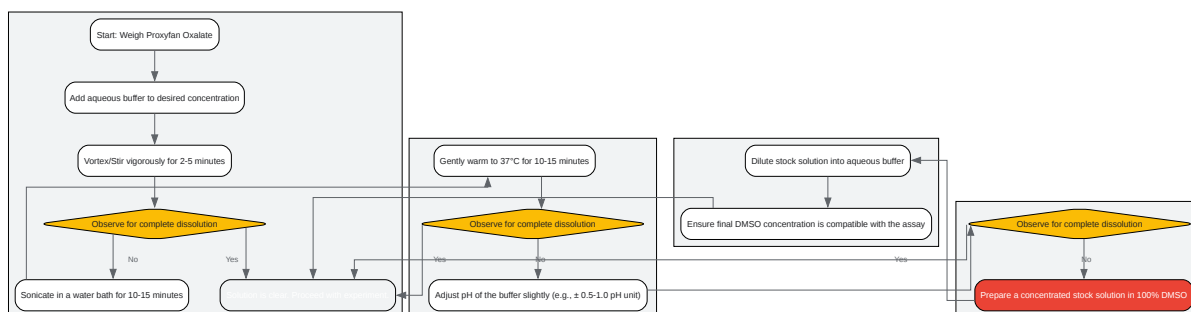 Start: Weigh Proxyfan Oxalate
Add aqueous buffer to desired concentration
Vortex/Stir vigorously for 2-5 minutes
Observe for complete dissolution
No
Yes
Sonicate in a water bath for 10-15 minutes
Gently warm to 37°C for 10-15 minutes
Observe for complete dissolution
Yes
No
Adjust pH of the buffer slightly (e.g., ± 0.5-1.0 pH unit)
Dilute stock solution into aqueous buffer
Ensure final DMSO concentration is compatible with the assay
Yes
Observe for complete dissolution
No
Prepare a concentrated stock solution in 100% DMSO